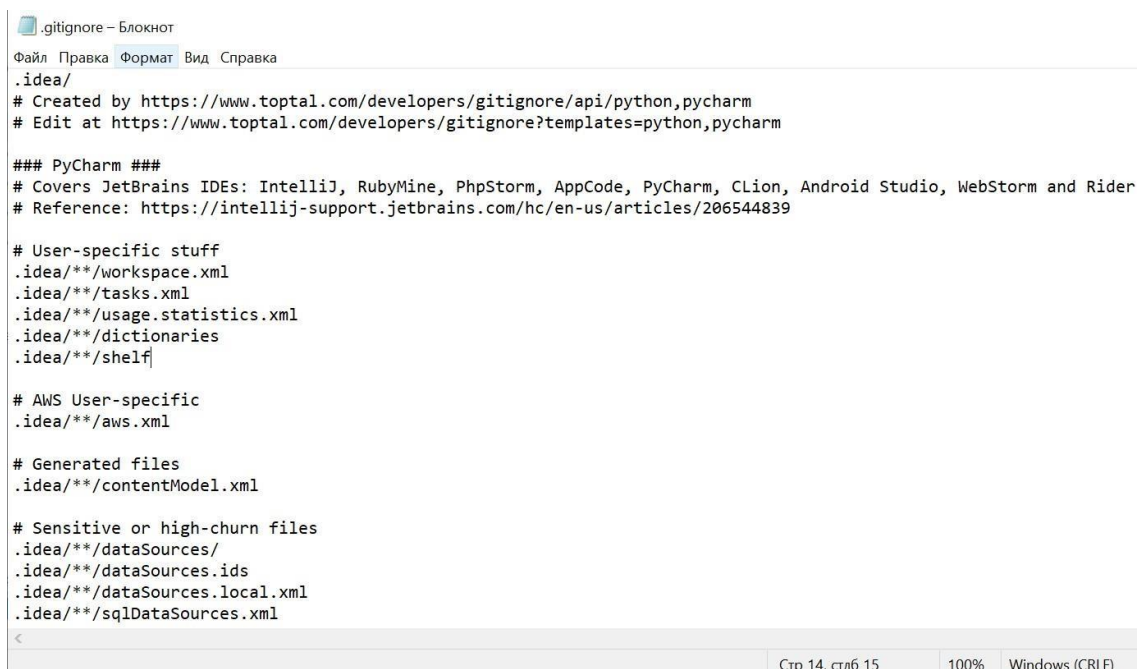 .gitignore – Блокнот
Файл Правка Формат Вид Справка
.idea/
# Created by https://www.toptal.com/developers/gitignore/api/python,pycharm
# Edit at https://www.toptal.com/developers/gitignore?templates=python,pycharm
### PyCharm ###
# Covers JetBrains IDEs: IntelliJ, RubyMine, PhpStorm, AppCode, PyCharm, CLion, Android Studio, WebStorm and Rider
# Reference: https://intellij-support.jetbrains.com/hc/en-us/articles/206544839
# User-specific stuff
.idea/**/workspace.xml
.idea/**/tasks.xml
.idea/**/usage.statistics.xml
.idea/**/dictionaries
.idea/**/shelf
# AWS User-specific
.idea/**/aws.xml
# Generated files
.idea/**/contentModel.xml
# Sensitive or high-churn files
.idea/**/dataSources/
.idea/**/dataSources.ids
.idea/**/dataSources.local.xml
.idea/**/sqlDataSources.xml
Стр 14, стлб 15 100% Windows (CRLF)